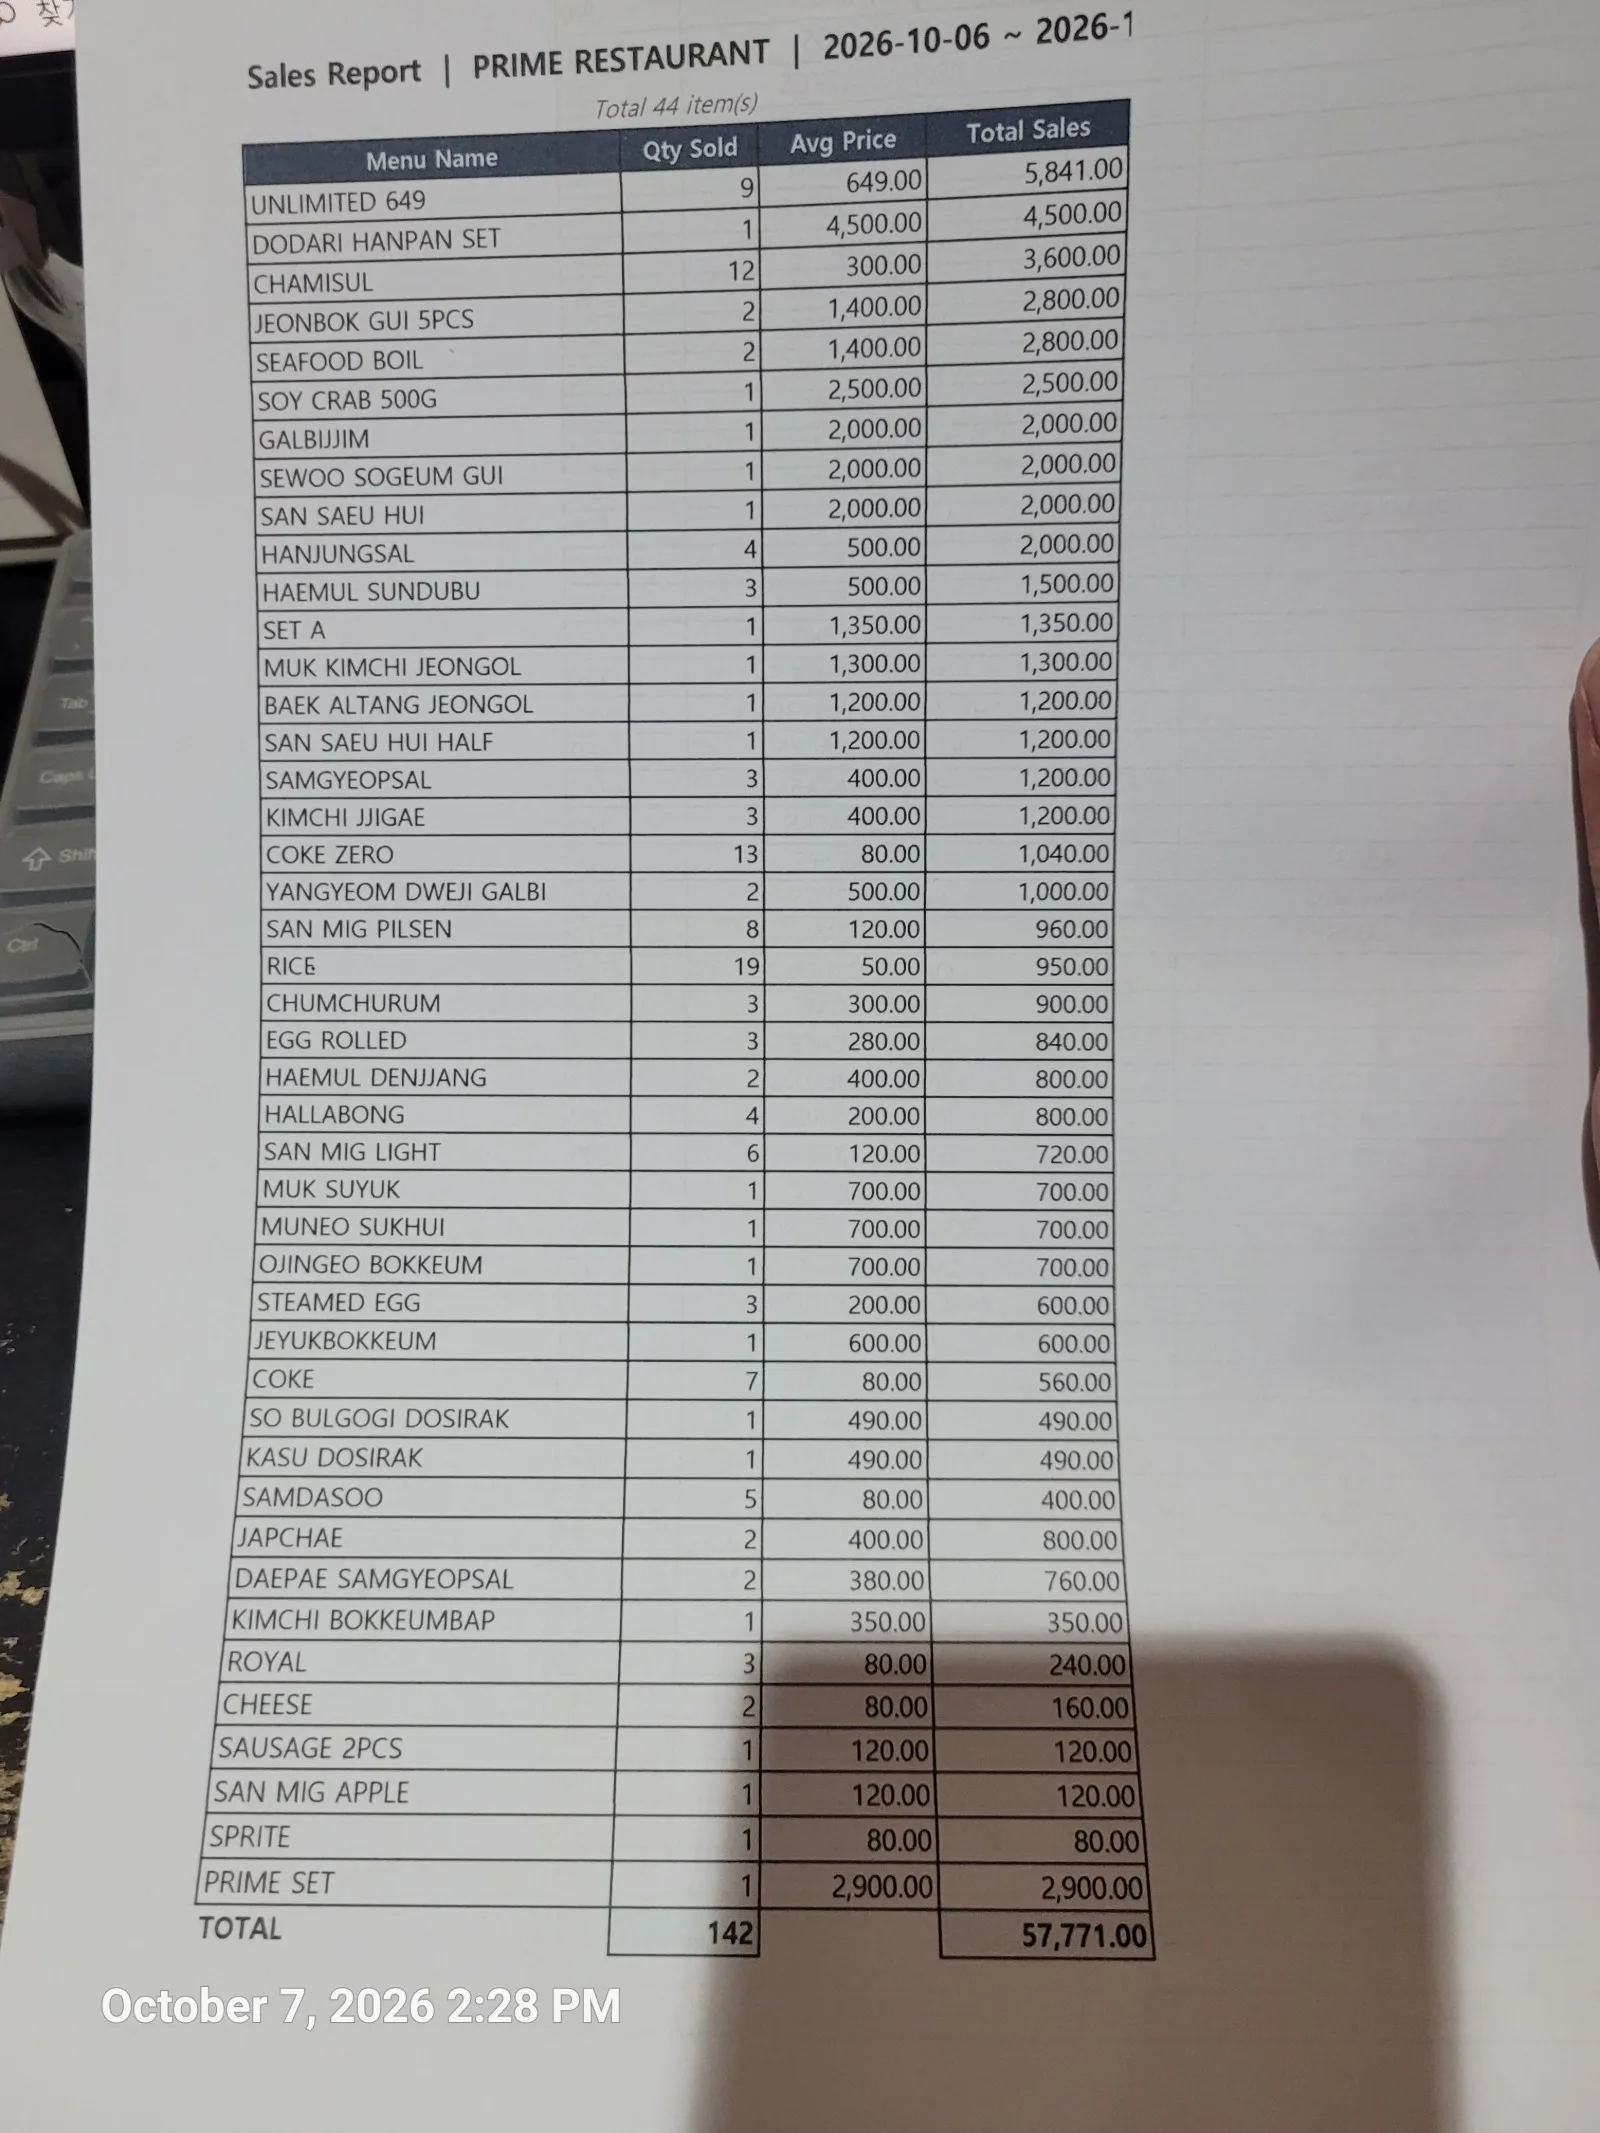 찾
Sales Report | PRIME RESTAURANT | 2026-10-06 ~ 2026-1
Total 44 item(s)
Menu Name Qty Sold Avg Price Total Sales
UNLIMITED 649 9 649.00 5,841.00
DODARI HANPAN SET 1 4,500.00 4,500.00
CHAMISUL 12 300.00 3,600.00
JEONBOK GUI 5PCS 2 1,400.00 2,800.00
SEAFOOD BOIL 2 1,400.00 2,800.00
SOY CRAB 500G 1 2,500.00 2,500.00
GALBIJJIM 1 2,000.00 2,000.00
SEWOO SOGEUM GUI 1 2,000.00 2,000.00
SAN SAEU HUI 1 2,000.00 2,000.00
HANJUNGSAL 4 500.00 2,000.00
HAEMUL SUNDUBU 3 500.00 1,500.00
SET A 1 1,350.00 1,350.00
MUK KIMCHI JEONGOL 1 1,300.00 1,300.00
BAEK ALTANG JEONGOL 1 1,200.00 1,200.00
SAN SAEU HUI HALF 1 1,200.00 1,200.00
SAMGYEOPSAL 3 400.00 1,200.00
KIMCHI JJIGAE 3 400.00 1,200.00
COKE ZERO 13 80.00 1,040.00
YANGYEOM DWEJI GALBI 2 500.00 1,000.00
SAN MIG PILSEN 8 120.00 960.00
RICE 19 50.00 950.00
CHUMCHURUM 3 300.00 900.00
EGG ROLLED 3 280.00 840.00
HAEMUL DENJJANG 2 400.00 800.00
HALLABONG 4 200.00 800.00
SAN MIG LIGHT 6 120.00 720.00
MUK SUYUK 1 700.00 700.00
MUNEO SUKHUI 1 700.00 700.00
OJINGEO BOKKEUM 1 700.00 700.00
STEAMED EGG 3 200.00 600.00
JEYUKBOKKEUM 1 600.00 600.00
COKE 7 80.00 560.00
SO BULGOGI DOSIRAK 1 490.00 490.00
KASU DOSIRAK 1 490.00 490.00
SAMDASOO 5 80.00 400.00
JAPCHAE 2 400.00 800.00
DAEPAE SAMGYEOPSAL 2 380.00 760.00
KIMCHI BOKKEUMBAP 1 350.00 350.00
ROYAL 3 80.00 240.00
CHEESE 2 80.00 160.00
SAUSAGE 2PCS 1 120.00 120.00
SAN MIG APPLE 1 120.00 120.00
SPRITE 1 80.00 80.00
PRIME SET 1 2,900.00 2,900.00
TOTAL 142 57,771.00
Tab
Caps
Shift
Ctrl
October 7, 2026 2:28 PM